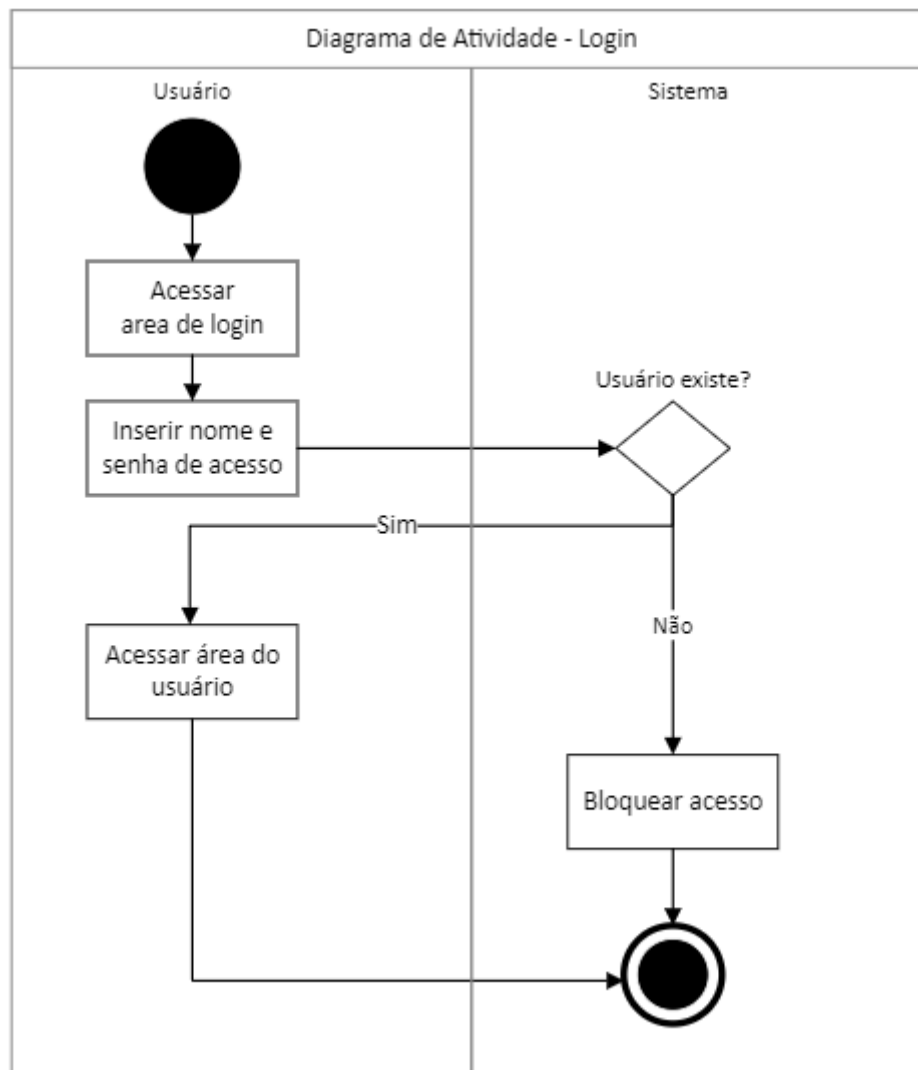 Diagrama de Atividade - Login
Usuário
Sistema
Acessar
area de login
Usuário existe?
Inserir nome e
senha de acesso
Sim
Não
Acessar área do
usuário
Bloquear acesso